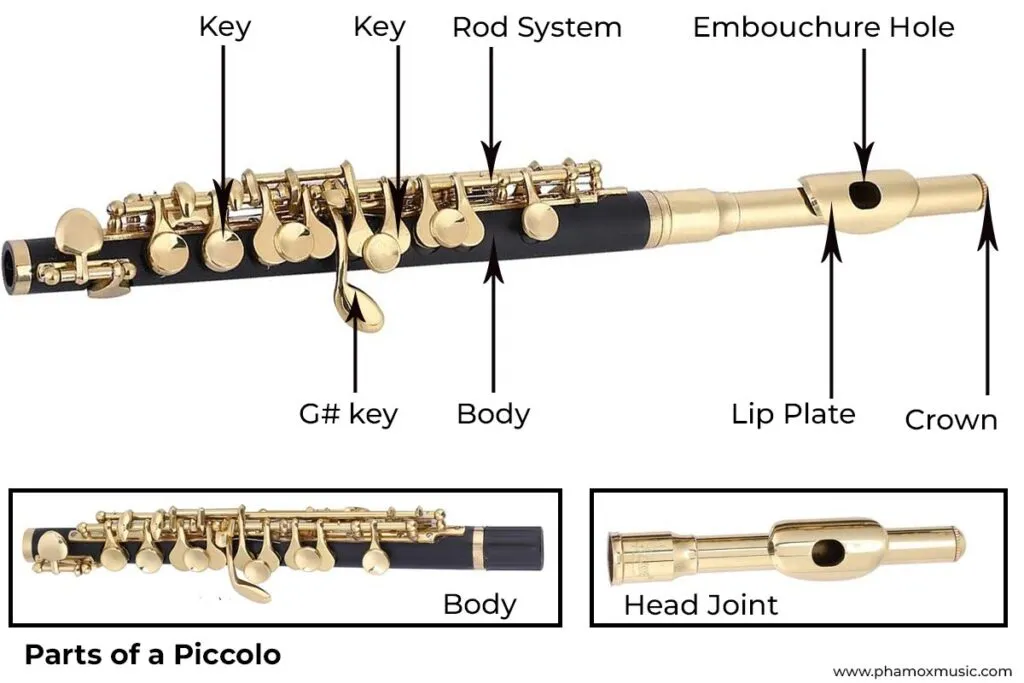 Key
Key
Rod System
Embouchure Hole
G# key
Body
Lip Plate
Crown
Body
Head Joint
Parts of a Piccolo
www.phamoxmusic.com